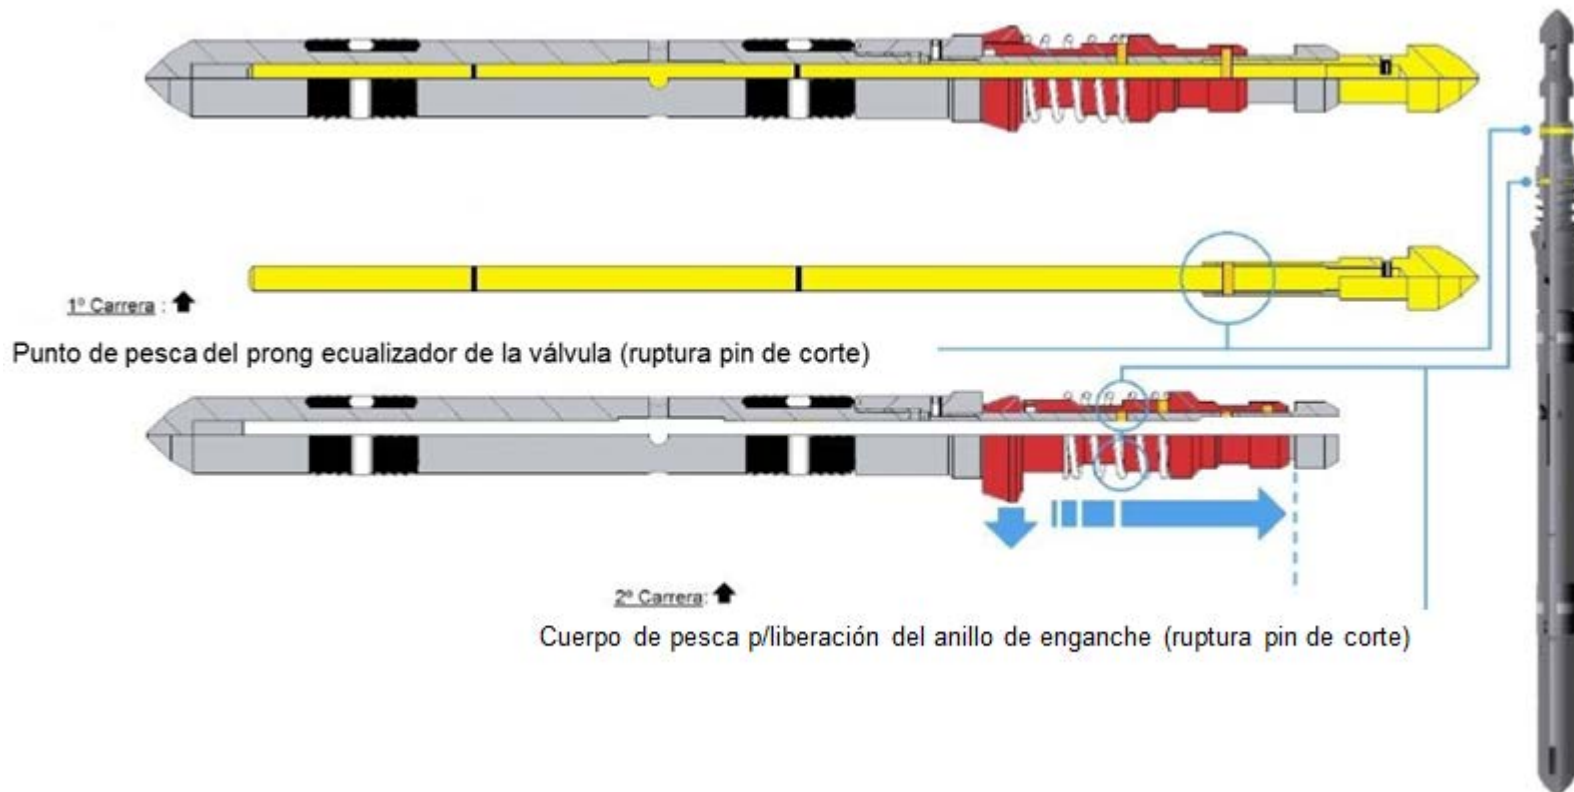 1º Carrera :
Punto de pesca del prong ecualizador de la válvula (ruptura pin de corte)
2º Carrera:
Cuerpo de pesca p/liberación del anillo de enganche (ruptura pin de corte)